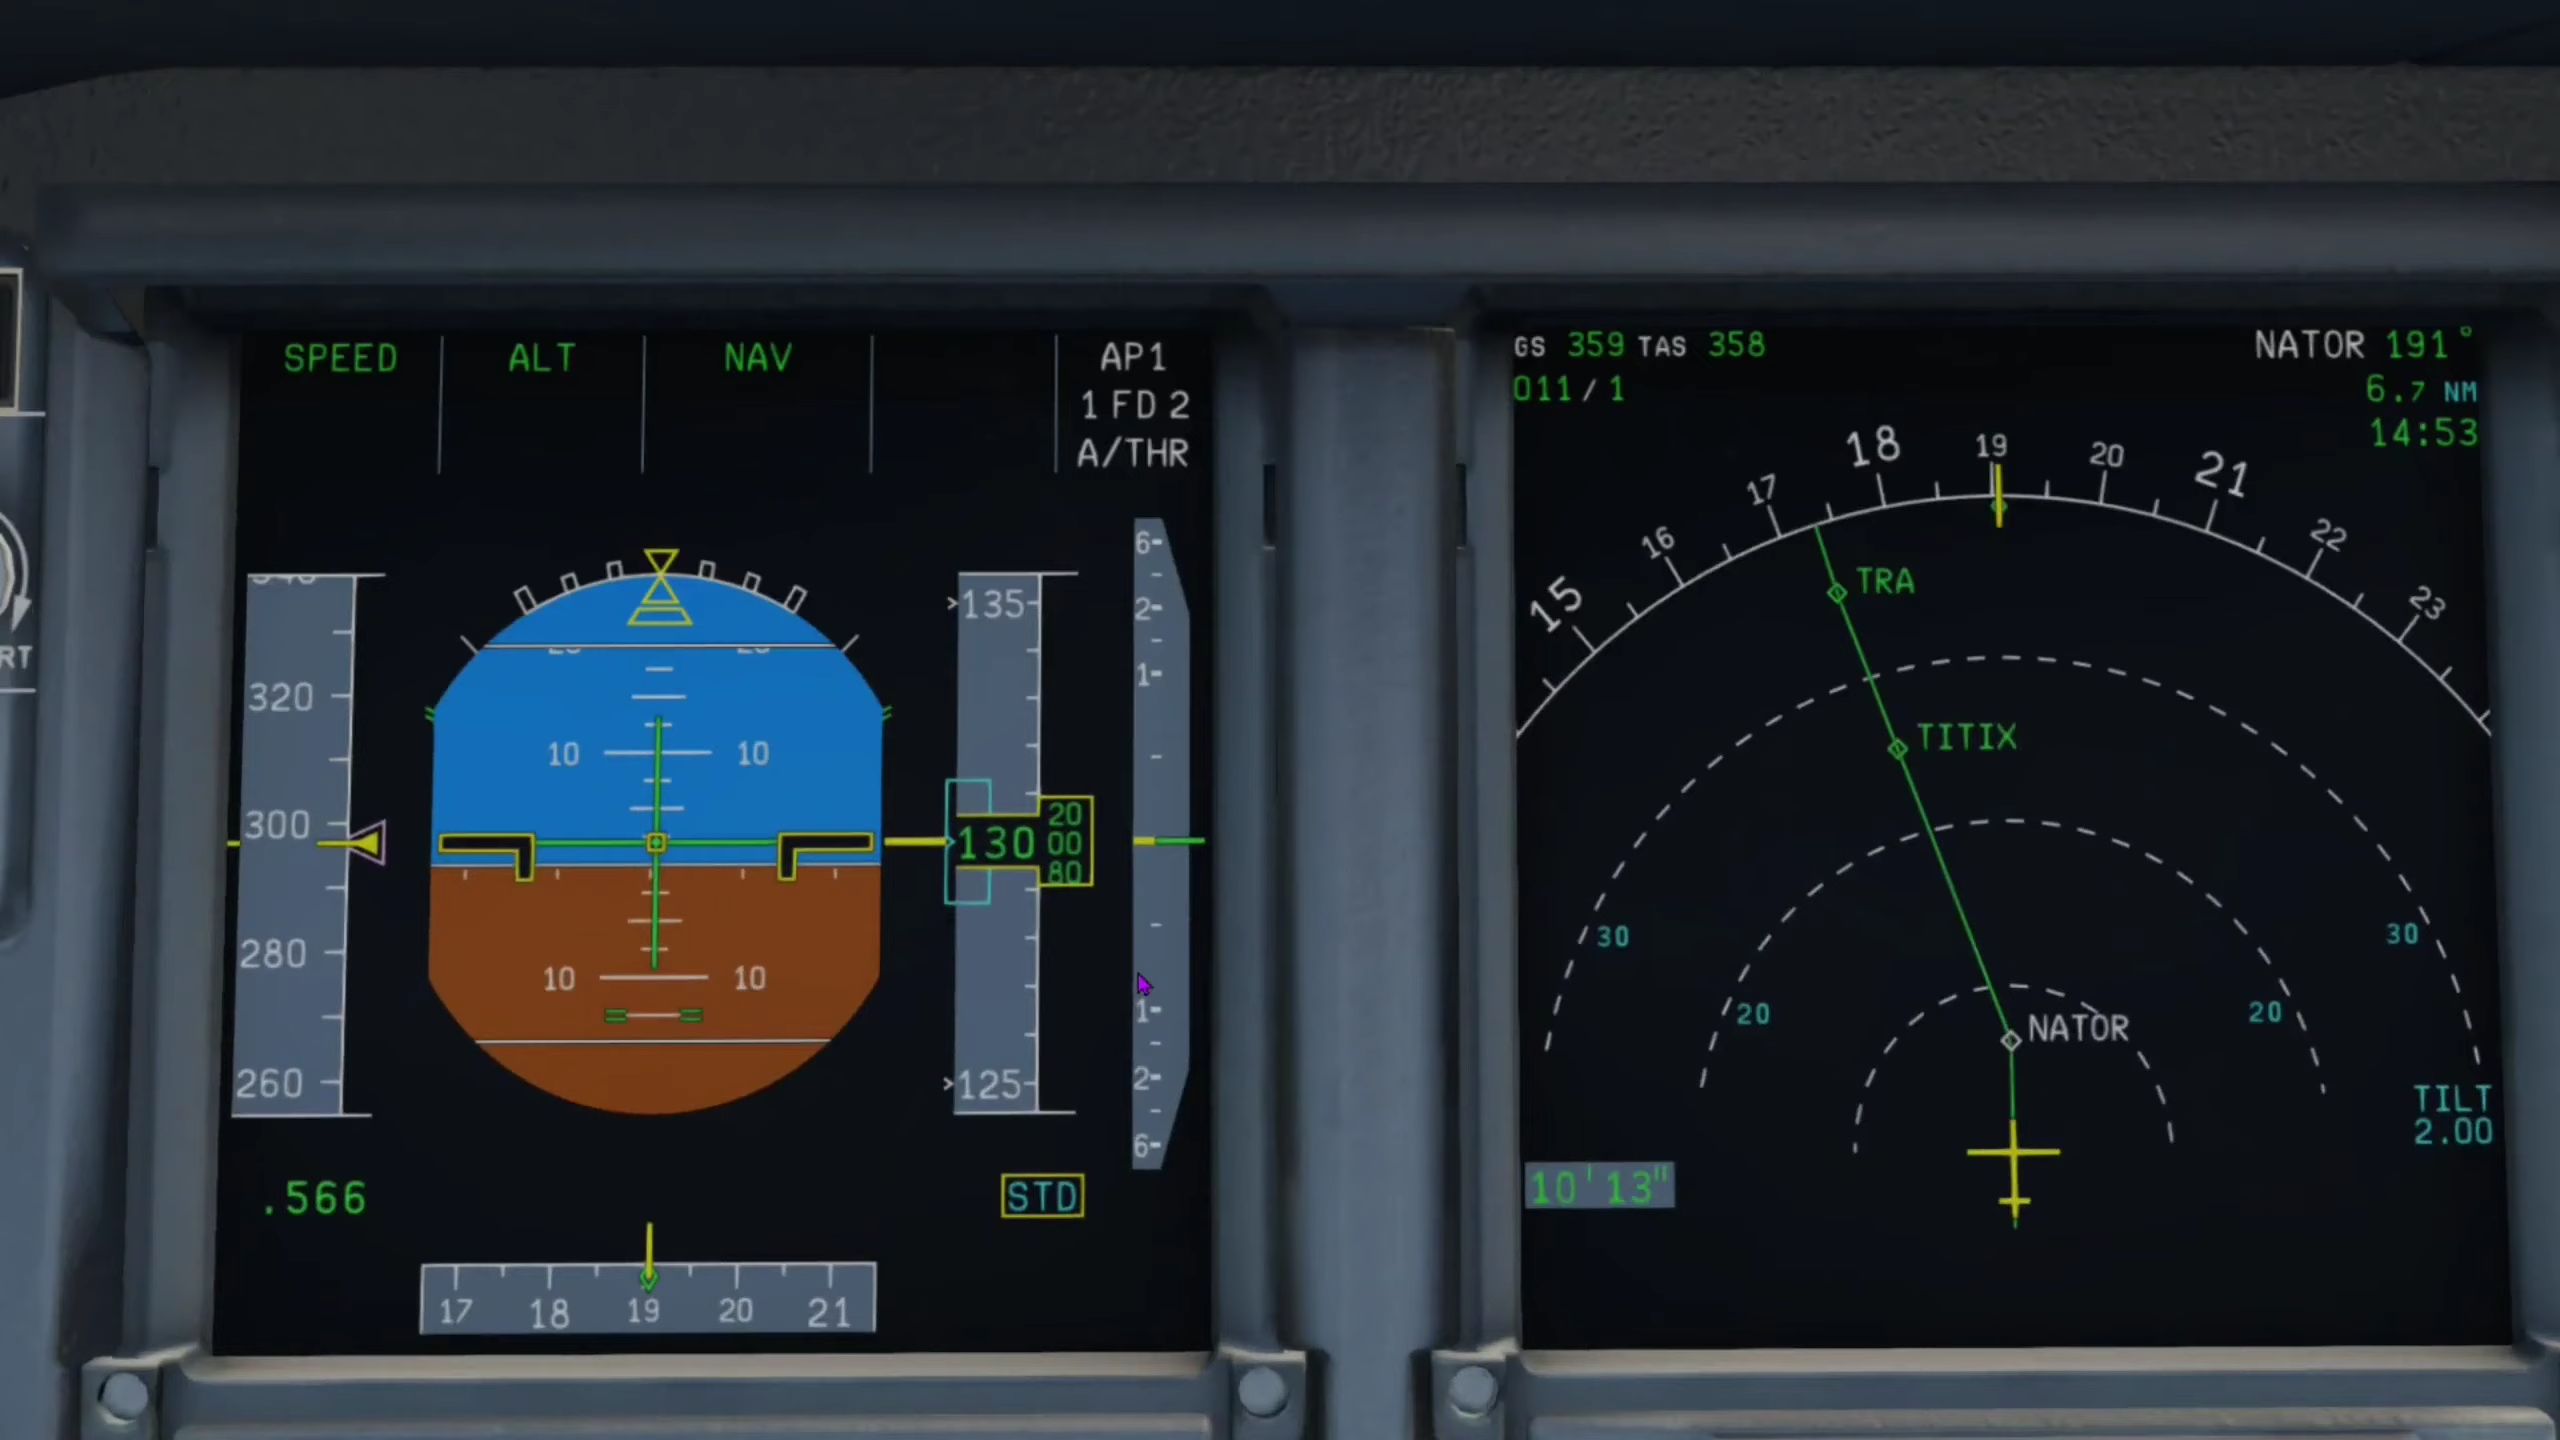 SPEED ALT NAV AP1
1 FD 2
A/THR
RT
320
300
280
260
10 10
10 10
135
130
20
00
80
125
6
2
1
1
2
6
.566
STD
17 18 19 20 21
GS 359 TAS 358
011/1
NATOR 191°
6.7 NM
14:53
15 16 17 18 19 20 21 22 23
TRA
TITIX
NATOR
30 30
20 20
TILT
2.00
10'13"